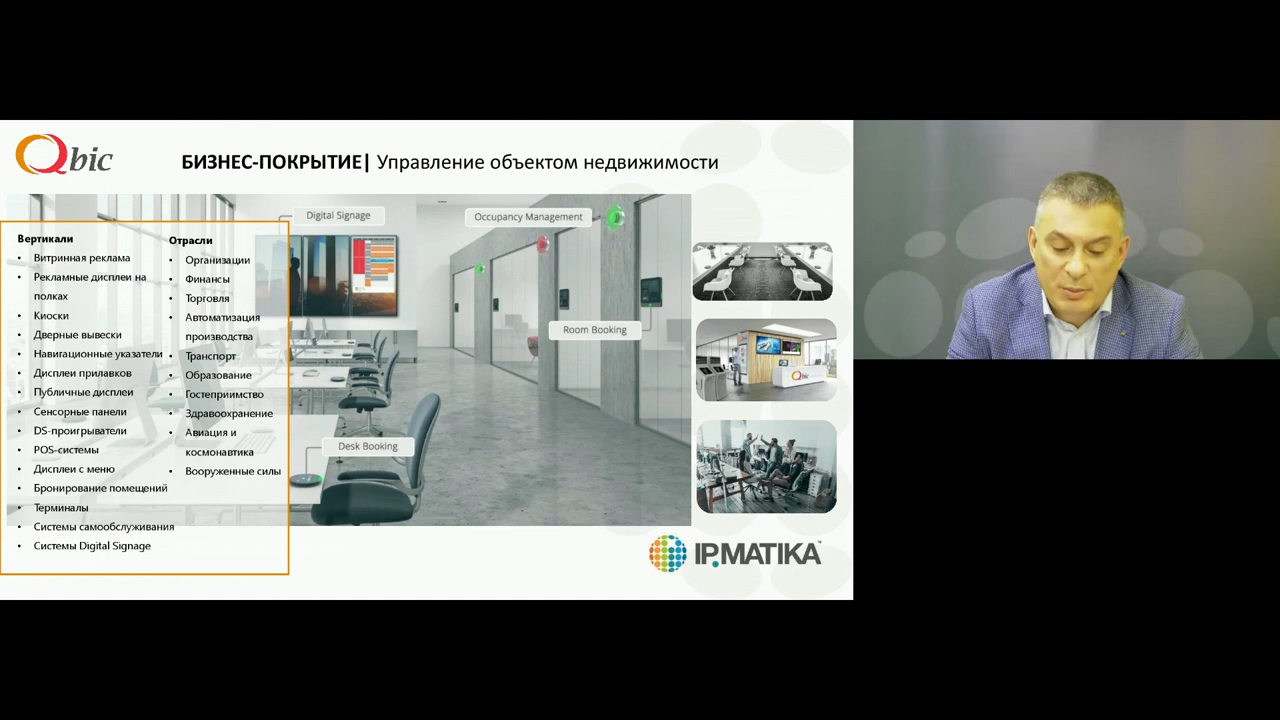 Qbic
БИЗНЕС-ПОКРЫТИЕ| Управление объектом недвижимости
Digital Signage
Occupancy Management
Room Booking
Desk Booking
Вертикали
• Витринная реклама
• Рекламные дисплеи на
полках
• Киоски
• Дверные вывески
• Навигационные указатели
• Дисплеи прилавков
• Публичные дисплеи
• Сенсорные панели
• DS-проигрыватели
• POS-системы
• Дисплеи с меню
• Бронирование помещений
• Терминалы
• Системы самообслуживания
• Системы Digital Signage
Отрасли
• Организации
• Финансы
• Торговля
• Автоматизация
производства
• Транспорт
• Образование
• Гостеприимство
• Здравоохранение
• Авиация и
космонавтика
• Вооруженные силы
Qbic
IP.MATIKA™